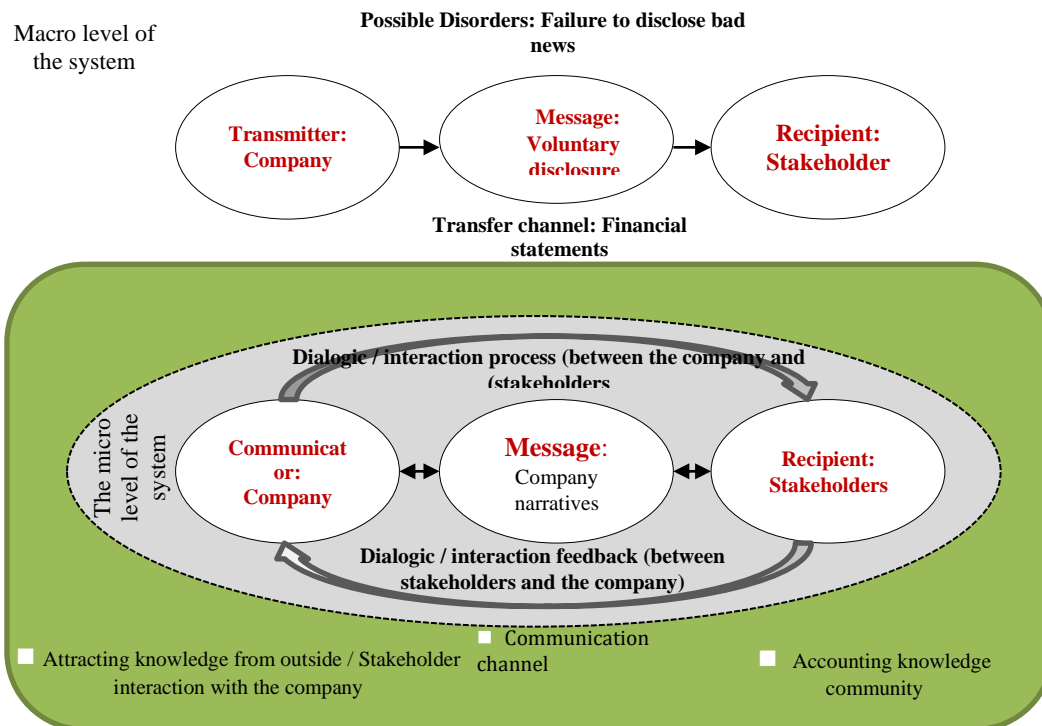 Possible Disorders: Failure to disclose bad
news
Macro level of
the system
Transmitter:
Company
Message:
Voluntary
disclosure
Recipient:
Stakeholder
Transfer channel: Financial
statements
Dialogic / interaction process (between the company and
(stakeholders
The micro
level of the
system
Communicat
or:
Company
Message:
Company
narratives
Recipient:
Stakeholders
Dialogic / interaction feedback (between
stakeholders and the company)
Communication
channel
Attracting knowledge from outside / Stakeholder
interaction with the company
Accounting knowledge
community